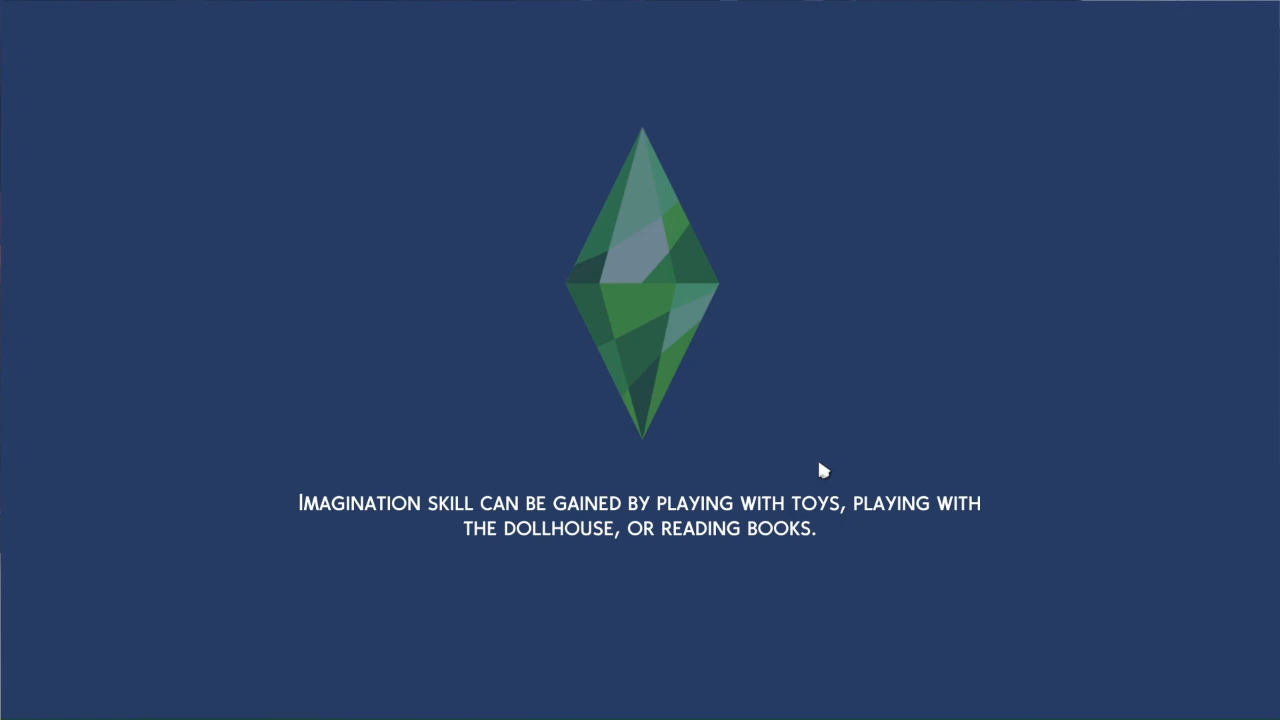 Imagination skill can be gained by playing with toys, playing with
the dollhouse, or reading books.